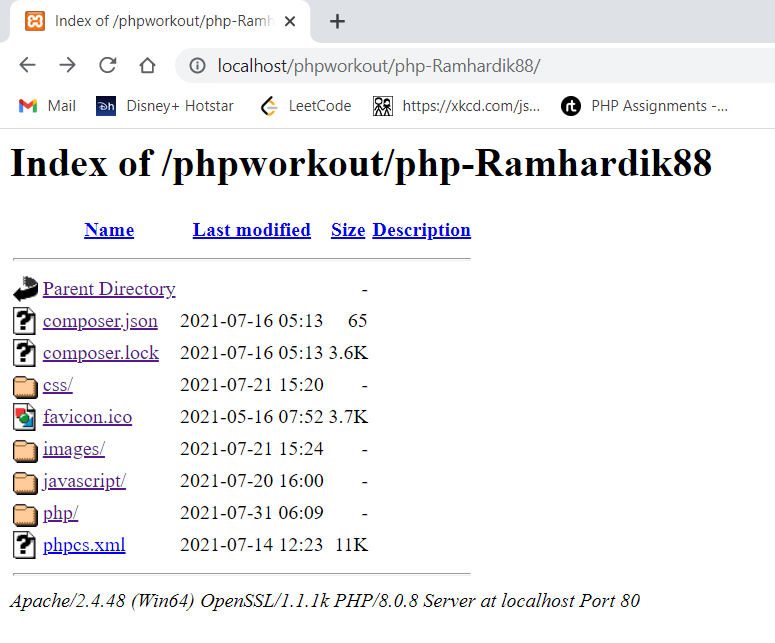 Index of /phpworkout/php-Ramh
localhost/phpworkout/php-Ramhardik88/
Mail Disney+ Hotstar LeetCode https://xkcd.com/js... PHP Assignments -...
Index of /phpworkout/php-Ramhardik88
Name Last modified Size Description
Parent Directory -
composer.json 2021-07-16 05:13 65
composer.lock 2021-07-16 05:13 3.6K
css/ 2021-07-21 15:20 -
favicon.ico 2021-05-16 07:52 3.7K
images/ 2021-07-21 15:24 -
javascript/ 2021-07-20 16:00 -
php/ 2021-07-31 06:09 -
phpcs.xml 2021-07-14 12:23 11K
Apache/2.4.48 (Win64) OpenSSL/1.1.1k PHP/8.0.8 Server at localhost Port 80